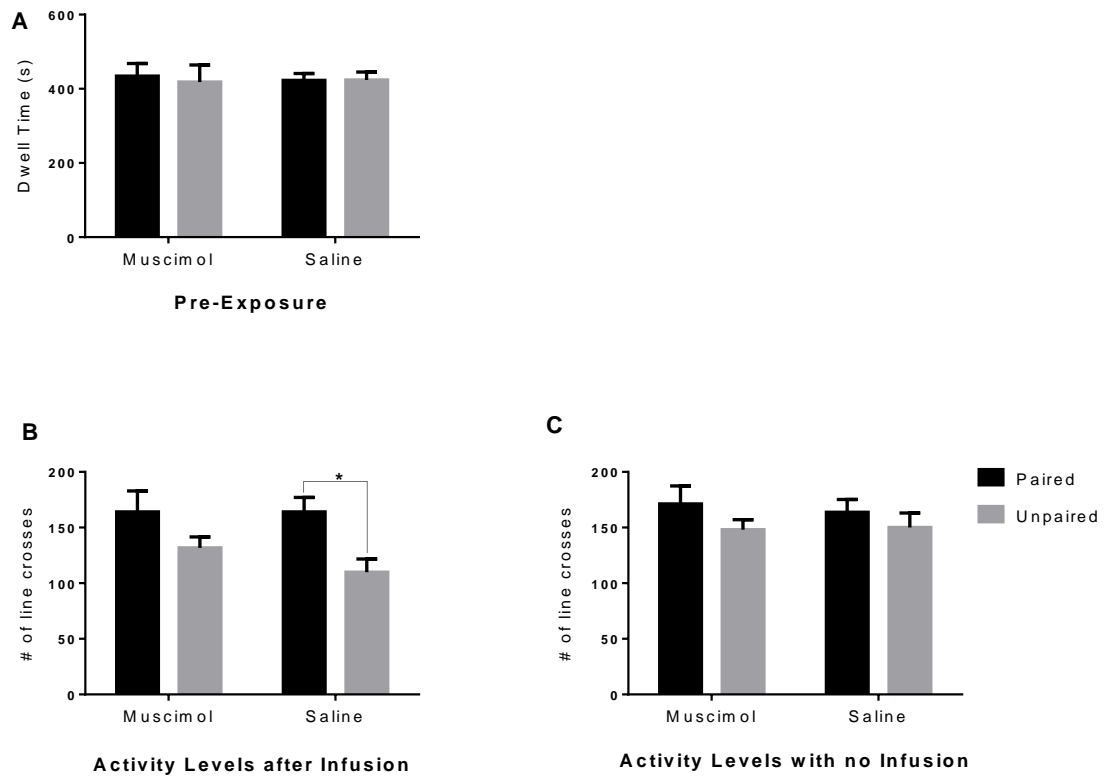 A
Dwell Time (s)
600
400
200
0
Muscimol Saline
Pre-Exposure
B
# of line crosses
200
150
100
50
0
*
Muscimol Saline
Activity Levels after Infusion
C
# of line crosses
200
150
100
50
0
Muscimol Saline
Activity Levels with no Infusion
Paired
Unpaired